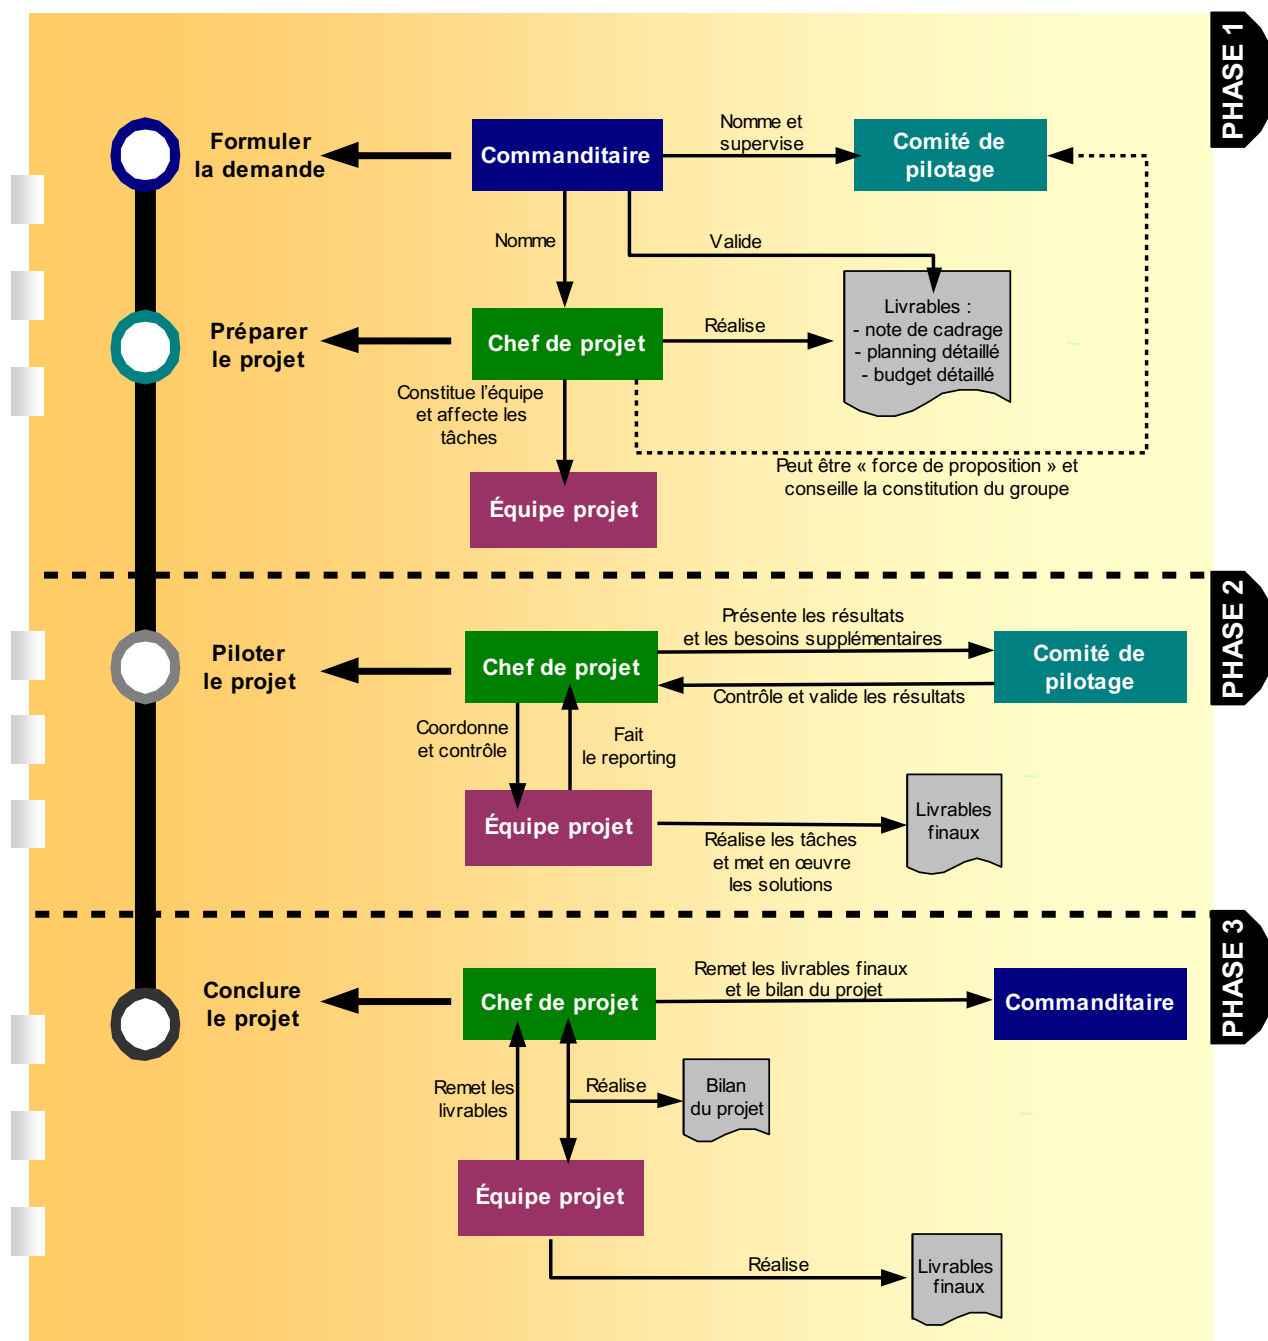 PHASE 1
Formuler
la demande
Commanditaire
Nomme et
supervise
Comité de
pilotage
Nomme
Valide
Préparer
le projet
Chef de projet
Réalise
Livrables :
- note de cadrage
- planning détaillé
- budget détaillé
Constitue l'équipe
et affecte les
tâches
Peut être « force de proposition » et
conseille la constitution du groupe
Équipe projet
PHASE 2
Piloter
le projet
Chef de projet
Présente les résultats
et les besoins supplémentaires
Comité de
pilotage
Contrôle et valide les résultats
Coordonne
et contrôle
Fait
le reporting
Équipe projet
Réalise les tâches
et met en œuvre
les solutions
Livrables
finaux
PHASE 3
Conclure
le projet
Chef de projet
Remet les livrables finaux
et le bilan du projet
Commanditaire
Remet les
livrables
Réalise
Bilan
du projet
Équipe projet
Réalise
Livrables
finaux